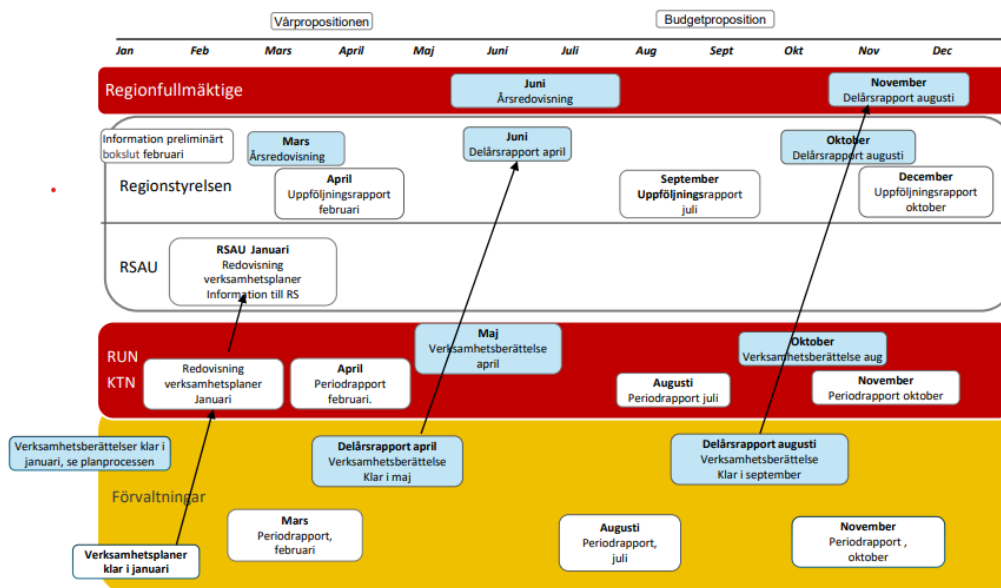 Vårpropositionen
Budgetproposition
Jan Feb Mars April Maj Juni Juli Aug Sept Okt Nov Dec
Regionfullmäktige
Juni
Årsredovisning
November
Delårsrapport augusti
Information preliminärt
bokslut februari
Mars
Årsredovisning
Juni
Delårsrapport april
Oktober
Delårsrapport augusti
Regionstyrelsen
April
Uppföljningsrapport
februari
September
Uppföljningsrapport
juli
December
Uppföljningsrapport
oktober
RSAU
RSAU Januari
Redovisning
verksamhetsplaner
Information till RS
RUN
KTN
Maj
Verksamhetsberättelse
april
Oktober
Verksamhetsberättelse aug
Redovisning
verksamhetsplaner
Januari
April
Periodrapport
februari.
Augusti
Periodrapport juli
November
Periodrapport oktober
Verksamhetsberättelser klar i
januari, se planprocessen
Delårsrapport april
Verksamhetsberättelse
Klar i maj
Delårsrapport augusti
Verksamhetsberättelse
Klar i september
Förvaltningar
Mars
Periodrapport,
februari
Augusti
Periodrapport,
juli
November
Periodrapport ,
oktober
Verksamhetsplaner
klar i januari